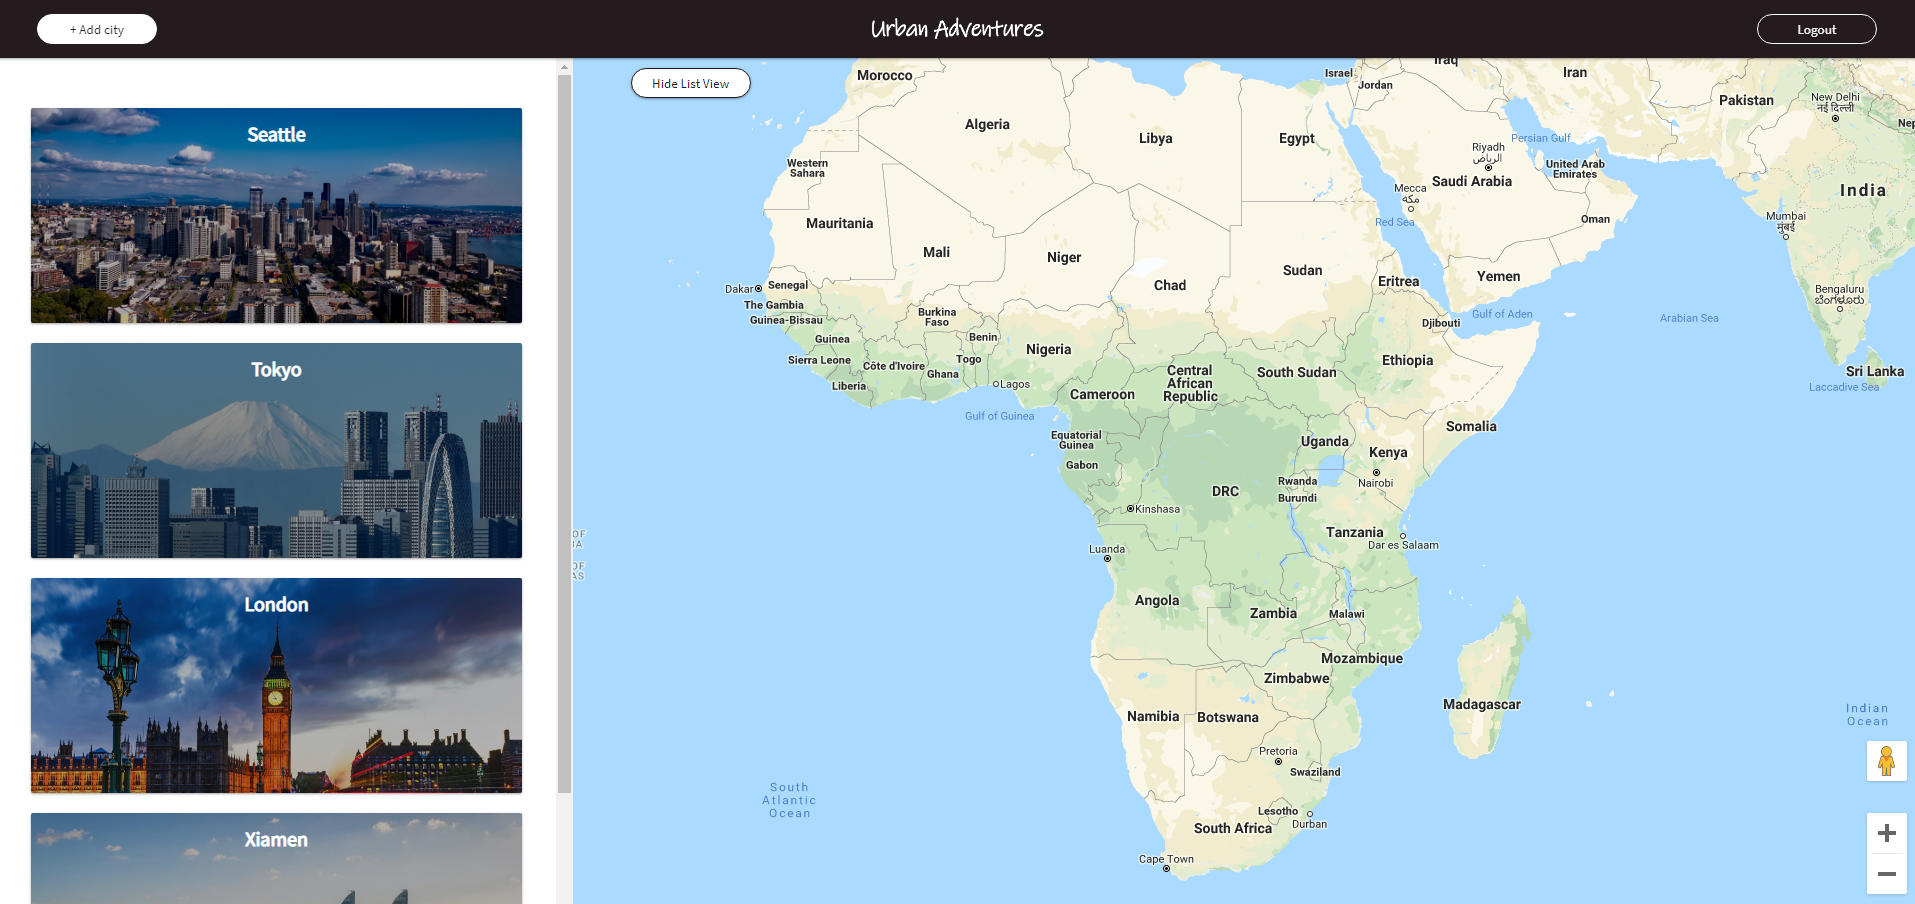 + Add city
Urban Adventures
Logout
Seattle
Tokyo
London
Xiamen
Hide List View
Morocco
Algeria
Libya
Egypt
Israel
Jordan
Iraq
Iran
Pakistan
New Delhi
नई दिल्ली
Western
Sahara
Mauritania
Mali
Niger
Chad
Sudan
Eritrea
Riyadh
الرياض
Mecca
مكة
Saudi Arabia
Persian Gulf
United Arab
Emirates
Oman
Red Sea
Yemen
India
Mumbai
मुंबई
Bengaluru
ಬೆಂಗಳೂರು
Dakar
Senegal
The Gambia
Guinea-Bissau
Guinea
Sierra Leone
Liberia
Côte d'Ivoire
Burkina
Faso
Benin
Togo
Ghana
Lagos
Nigeria
Gulf of Guinea
Cameroon
Central
African
Republic
South Sudan
Ethiopia
Djibouti
Gulf of Aden
Arabian Sea
Sri Lanka
Laccadive Sea
Somalia
Equatorial
Guinea
Gabon
Uganda
Kenya
Nairobi
Rwanda
Burundi
DRC
Kinshasa
Tanzania
Dar es Salaam
Luanda
OF
OF
Angola
Zambia
Malawi
Mozambique
Zimbabwe
Madagascar
Namibia
Botswana
Pretoria
Swaziland
Lesotho
Durban
South Africa
Cape Town
South
Atlantic
Ocean
Indian
Ocean